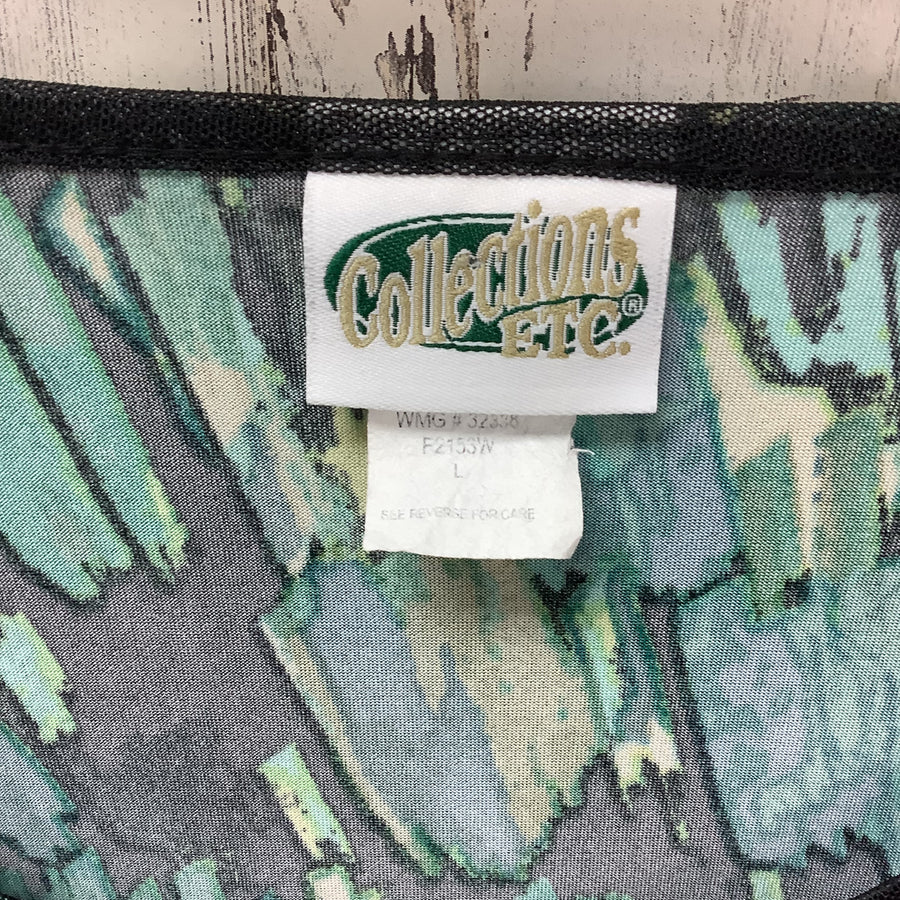 Collections
ETC.®
WMG # 32338
F2153W
L
SEE REVERSE FOR CARE